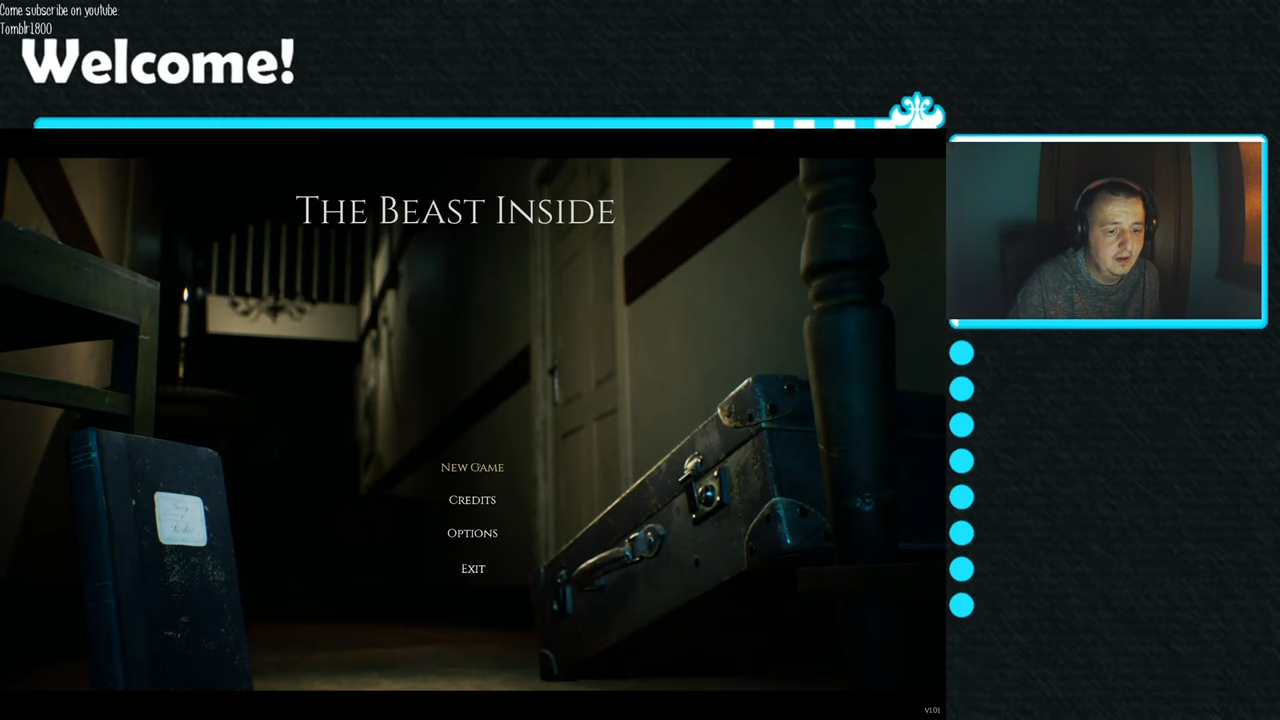 Come subscribe on youtube:
Tomblr1800
Welcome!
THE BEAST INSIDE
NEW GAME
CREDITS
OPTIONS
EXIT
V1.01